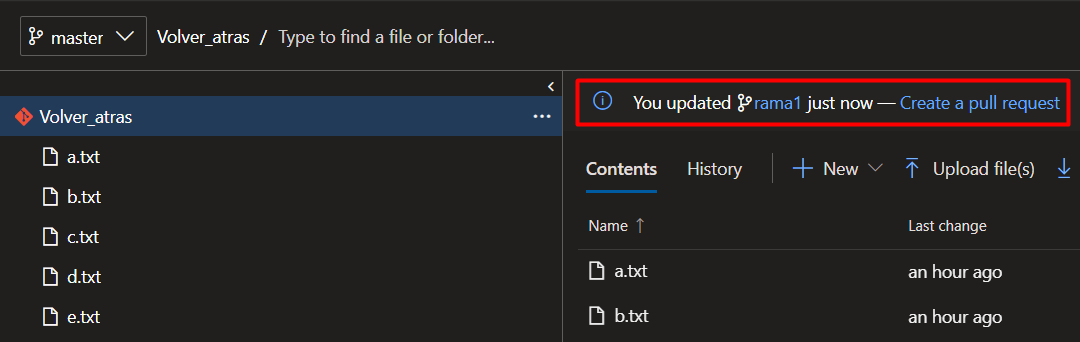 master
Volver_atras / Type to find a file or folder...
Volver_atras
a.txt
b.txt
c.txt
d.txt
e.txt
You updated rama1 just now — Create a pull request
Contents
History
New
Upload file(s)
Name
Last change
a.txt
an hour ago
b.txt
an hour ago